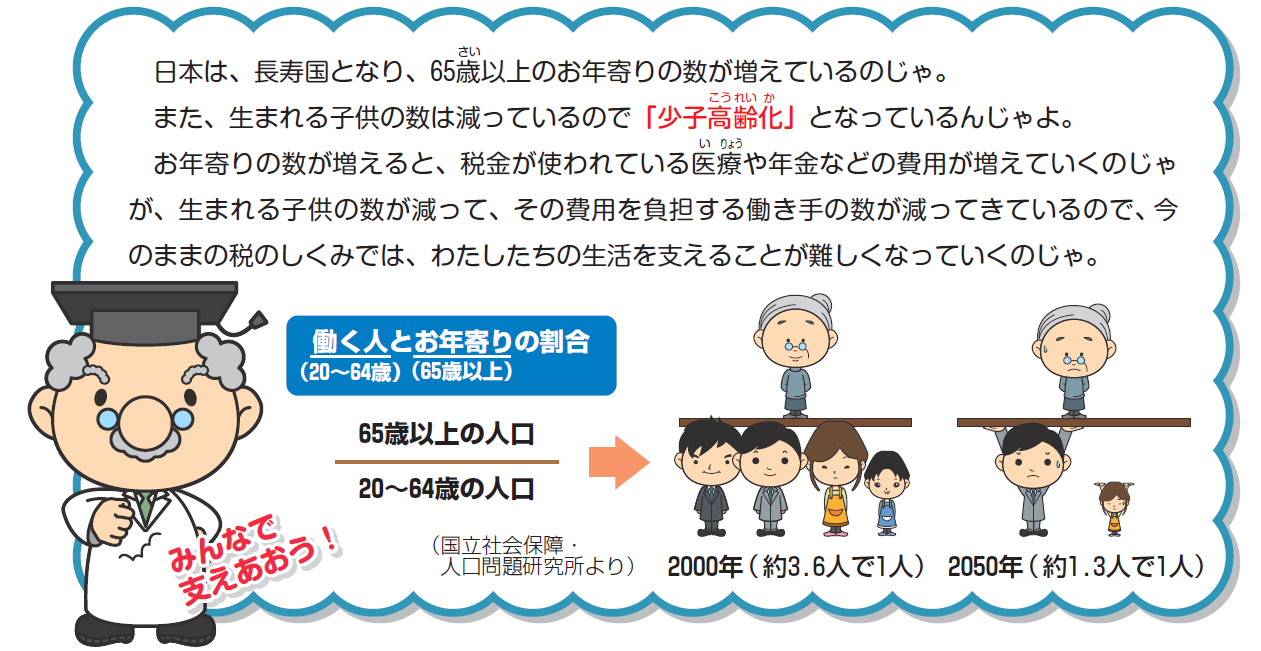 日本は、長寿国となり、65歳以上のお年寄りの数が増えているのじゃ。
また、生まれる子供の数は減っているので「少子高齢化」となっているんじゃよ。
お年寄りの数が増えると、税金が使われている医療や年金などの費用が増えていくのじゃ
が、生まれる子供の数が減って、その費用を負担する働き手の数が減ってきているので、今
のままの税のしくみでは、わたしたちの生活を支えることが難しくなっていくのじゃ。
働く人とお年寄りの割合
（20〜64歳）（65歳以上）
65歳以上の人口
20〜64歳の人口
（国立社会保障・
人口問題研究所より）
2000年（約3.6人で1人）
2050年（約1.3人で1人）
みんなで
支えあおう！